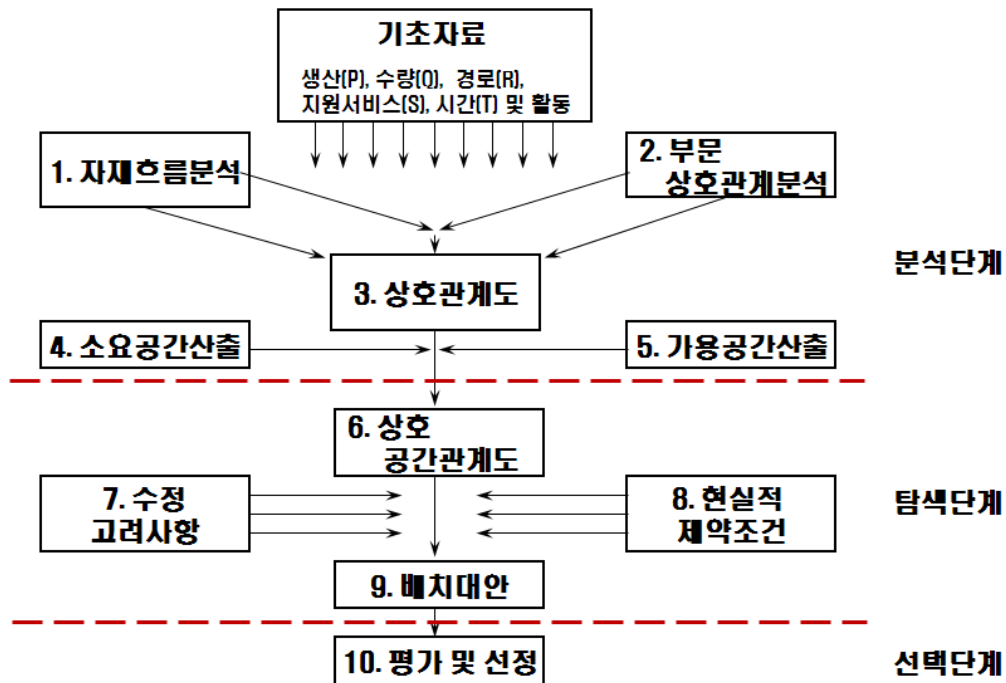 기초자료
생산(P), 수량(Q), 경로(R),
지원서비스(S), 시간(T) 및 활동
1. 자재흐름분석
2. 부문
상호관계분석
3. 상호관계도
분석단계
4. 소요공간산출
5. 가용공간산출
6. 상호
공간관계도
7. 수정
고려사항
8. 현실적
제약조건
탐색단계
9. 배치대안
10. 평가 및 선정
선택단계